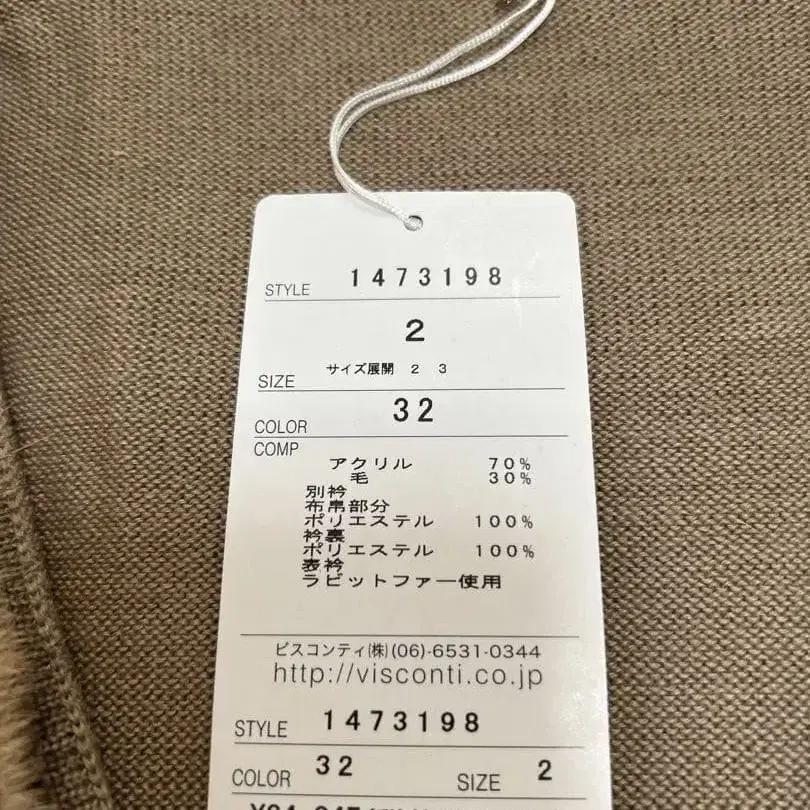 STYLE 1473198
2
サイズ展開 2 3
SIZE
COLOR 32
COMP
アクリル 70%
毛 30%
別衿
布帛部分
ポリエステル 100%
衿裏
ポリエステル 100%
表衿
ラビットファー使用
ビスコンティ(株)(06)-6531-0344
http://visconti.co.jp
STYLE 1473198
COLOR 32 SIZE 2